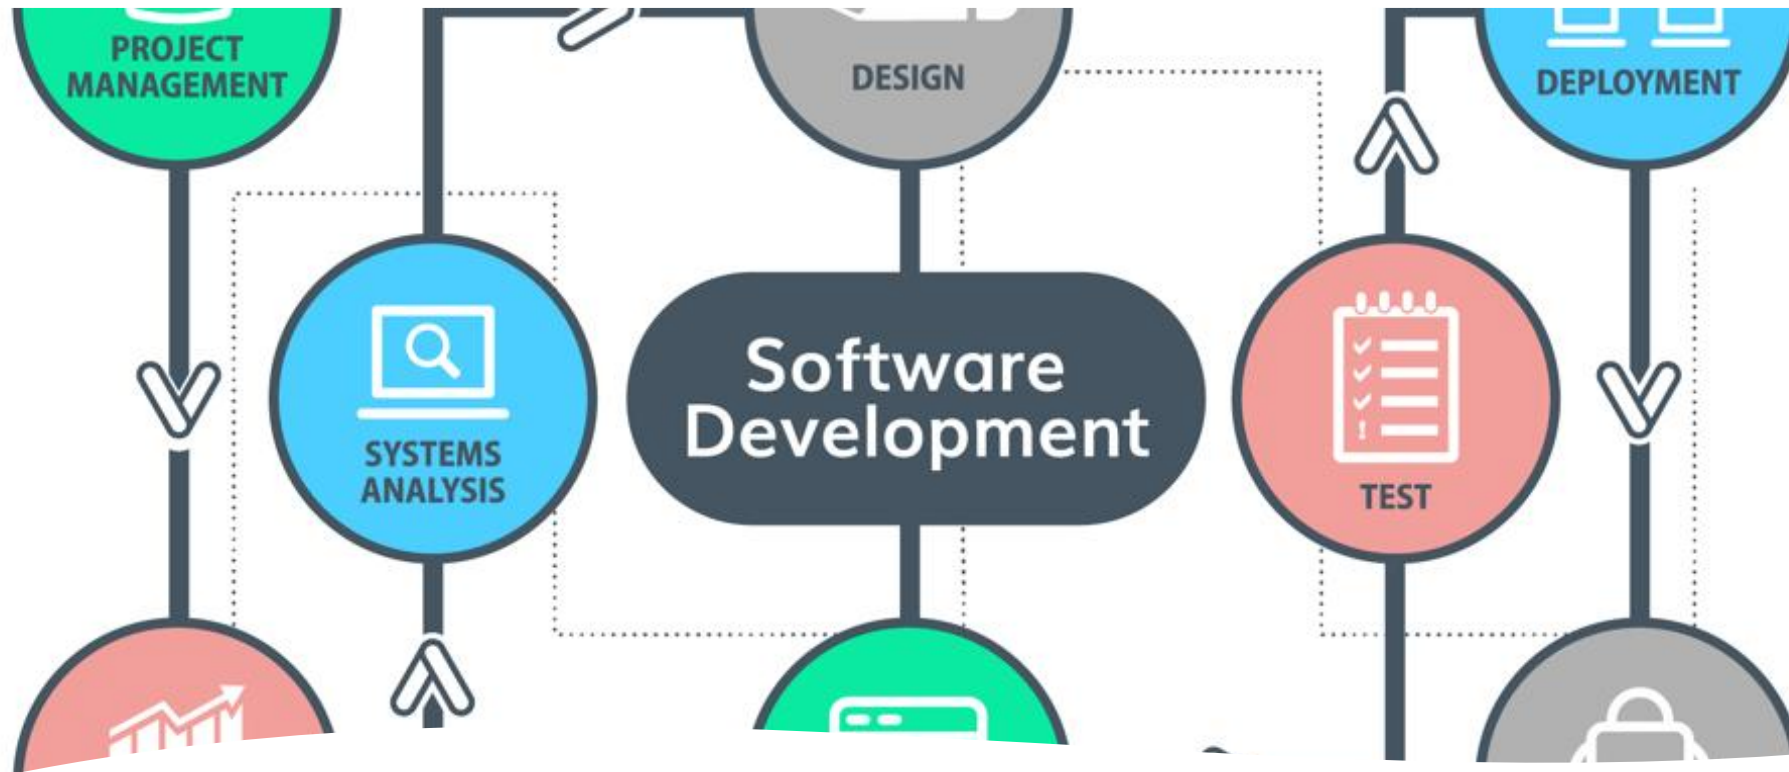 PROJECT
MANAGEMENT
DESIGN
DEPLOYMENT
SYSTEMS
ANALYSIS
Software
Development
TEST